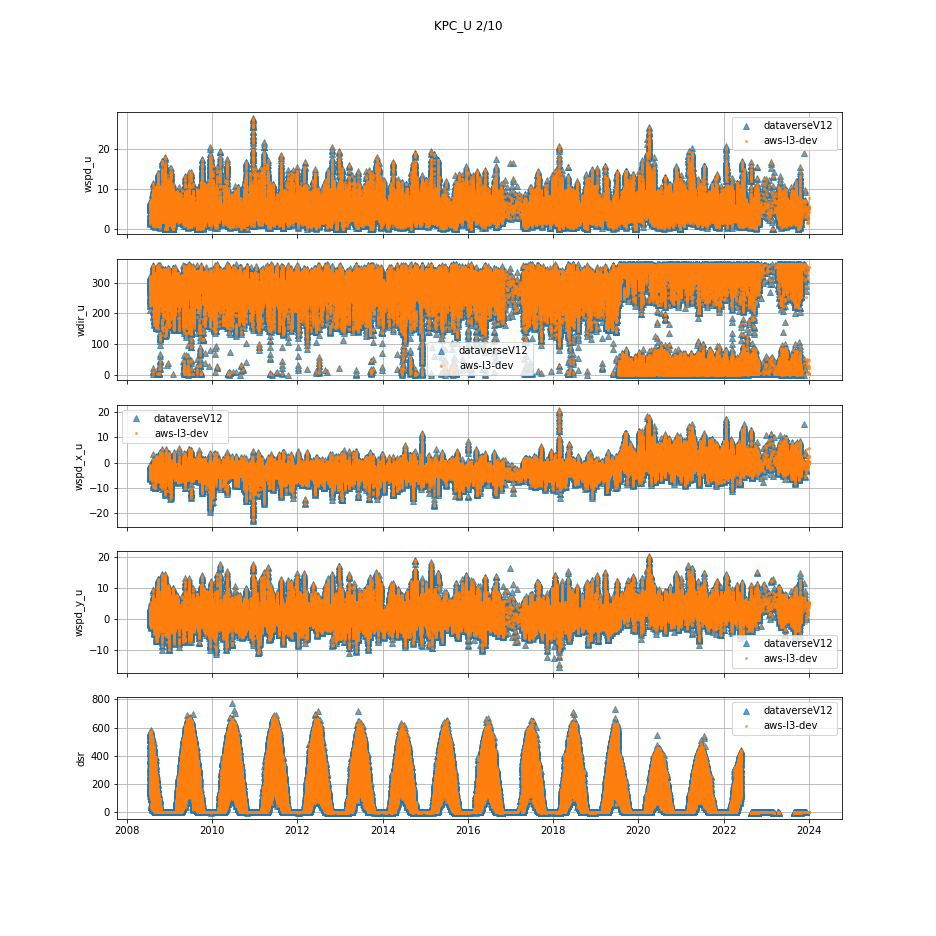 KPC_U 2/10
wspd_u
20
10
0
dataverseV12
aws-l3-dev
wdir_u
300
200
100
0
dataverseV12
aws-l3-dev
wspd_x_u
20
10
0
−10
−20
dataverseV12
aws-l3-dev
wspd_y_u
20
10
0
−10
dataverseV12
aws-l3-dev
dsr
800
600
400
200
0
dataverseV12
aws-l3-dev
2008 2010 2012 2014 2016 2018 2020 2022 2024